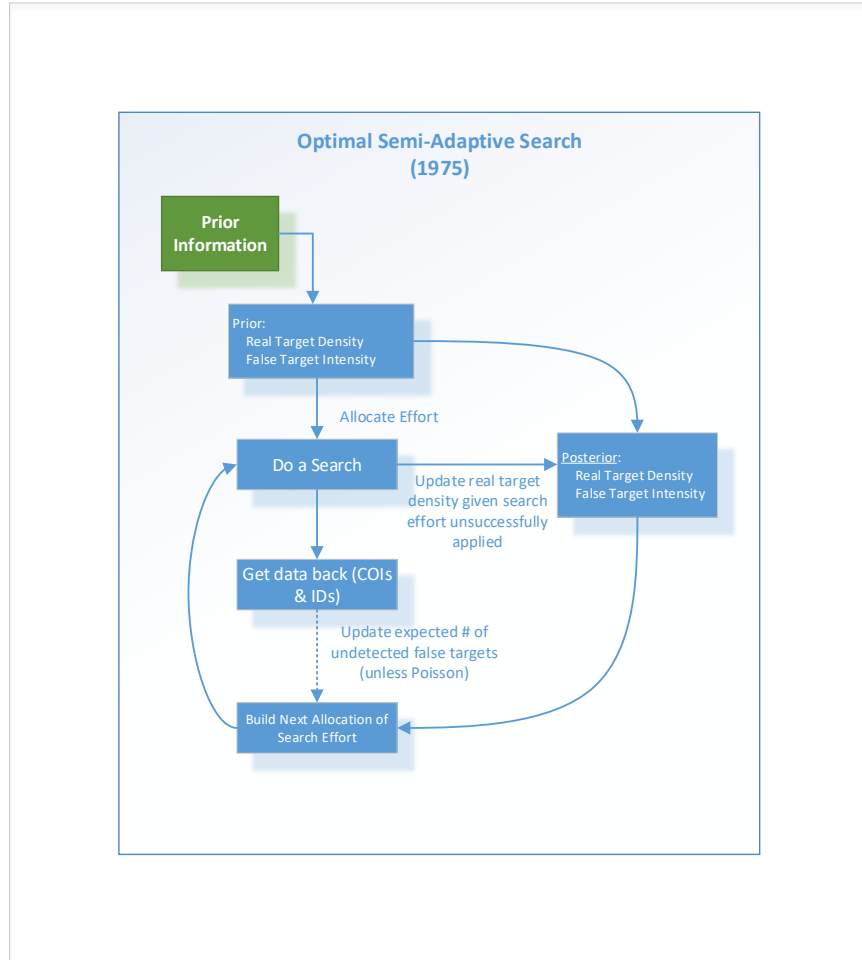 Optimal Semi-Adaptive Search
(1975)
Prior
Information
Prior:
Real Target Density
False Target Intensity
Allocate Effort
Do a Search
Update real target
density given search
effort unsuccessfully
applied
Posterior:
Real Target Density
False Target Intensity
Get data back (COIs
& IDs)
Update expected # of
undetected false targets
(unless Poisson)
Build Next Allocation of
Search Effort